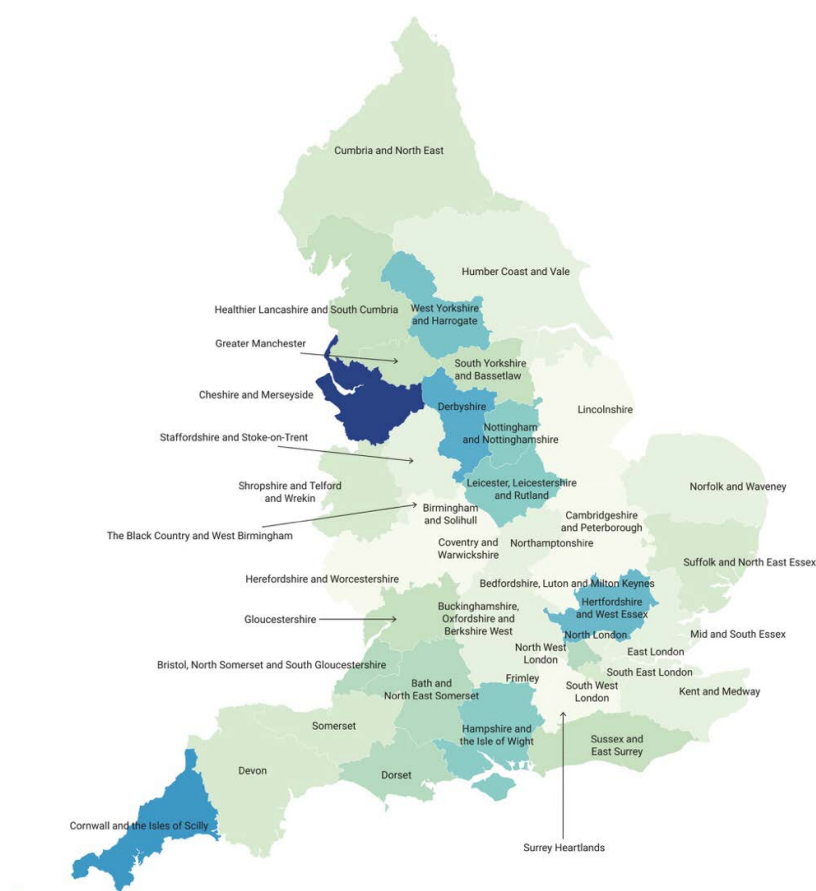 Cumbria and North East
Humber Coast and Vale
Healthier Lancashire and South Cumbria
West Yorkshire
and Harrogate
Greater Manchester
South Yorkshire
and Bassetlaw
Cheshire and Merseyside
Derbyshire
Lincolnshire
Nottingham
and Nottinghamshire
Staffordshire and Stoke-on-Trent
Shropshire and Telford
and Wrekin
Leicester, Leicestershire
and Rutland
Norfolk and Waveney
Birmingham
and Solihull
Cambridgeshire
and Peterborough
The Black Country and West Birmingham
Coventry and
Warwickshire
Northamptonshire
Suffolk and North East Essex
Herefordshire and Worcestershire
Bedfordshire, Luton and Milton Keynes
Hertfordshire
and West Essex
Gloucestershire
Buckinghamshire,
Oxfordshire and
Berkshire West
North London
Mid and South Essex
North West
London
East London
Bristol, North Somerset and South Gloucestershire
South East London
Frimley
Bath and
North East Somerset
South West
London
Kent and Medway
Somerset
Hampshire and
the Isle of Wight
Sussex and
East Surrey
Devon
Dorset
Cornwall and the Isles of Scilly
Surrey Heartlands